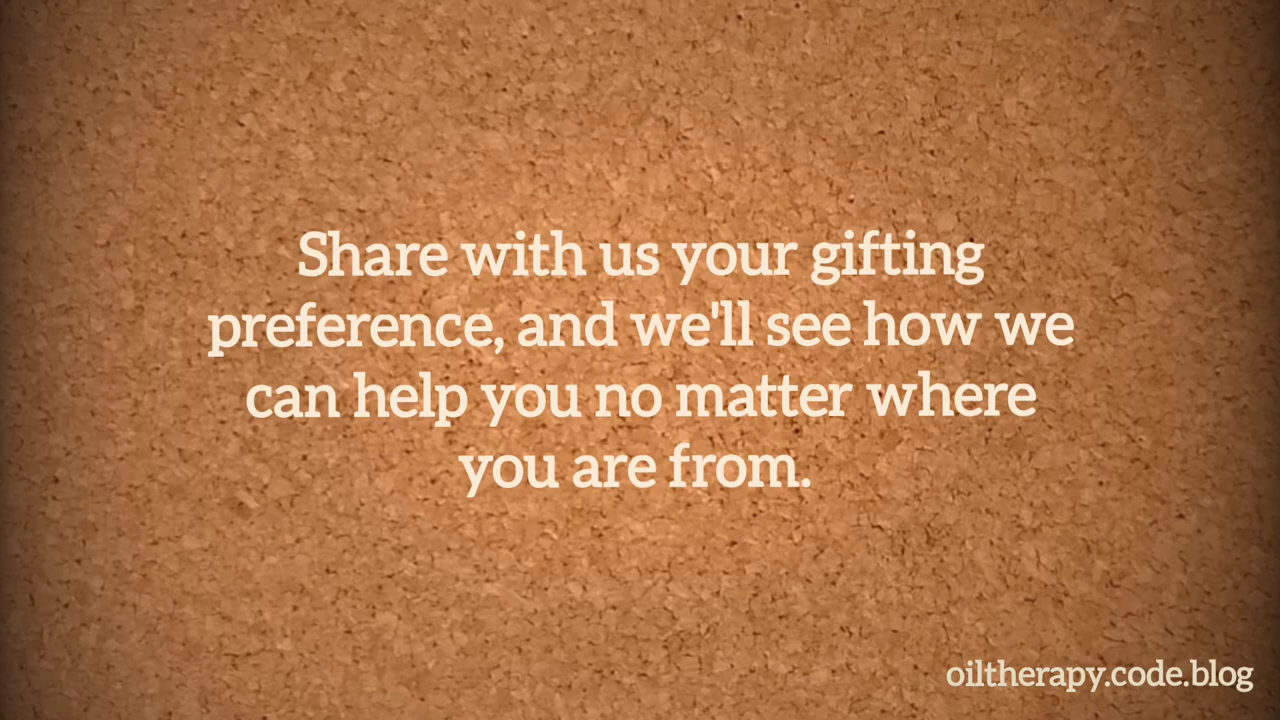 Share with us your gifting
preference, and we'll see how we
can help you no matter where
you are from.
oiltherapy.code.blog